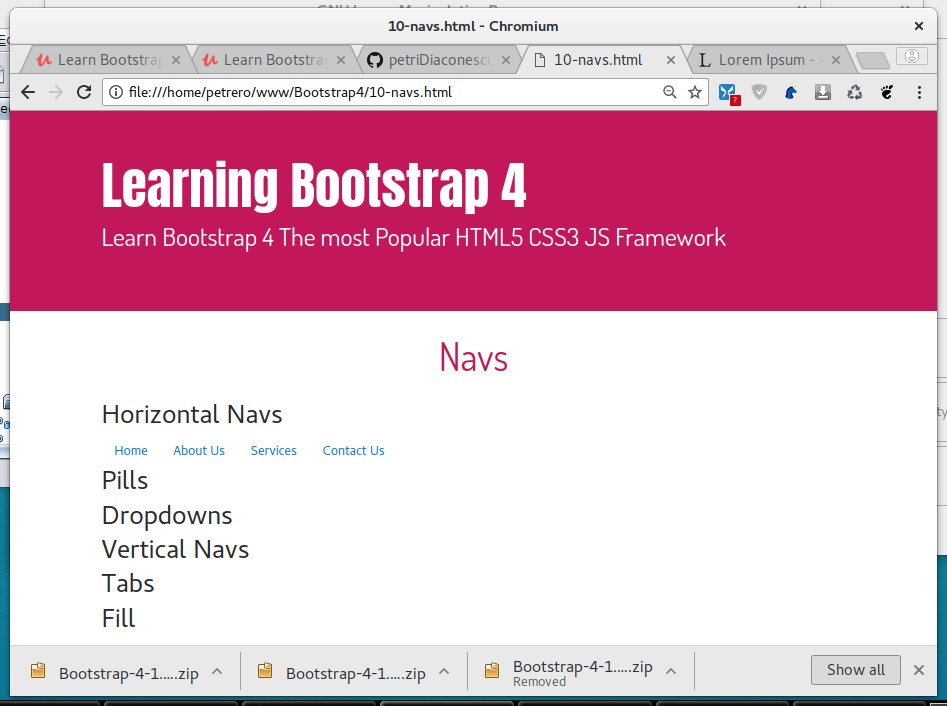 10-navs.html - Chromium
Learn Bootstra
Learn Bootstra
petriDiaconesc
10-navs.html
Lorem Ipsum -
file:///home/petrero/www/Bootstrap4/10-navs.html
Learning Bootstrap 4
Learn Bootstrap 4 The most Popular HTML5 CSS3 JS Framework
Navs
Horizontal Navs
Home About Us Services Contact Us
Pills
Dropdowns
Vertical Navs
Tabs
Fill
Bootstrap-4-1.....zip
Bootstrap-4-1.....zip
Bootstrap-4-1.....zip
Removed
Show all